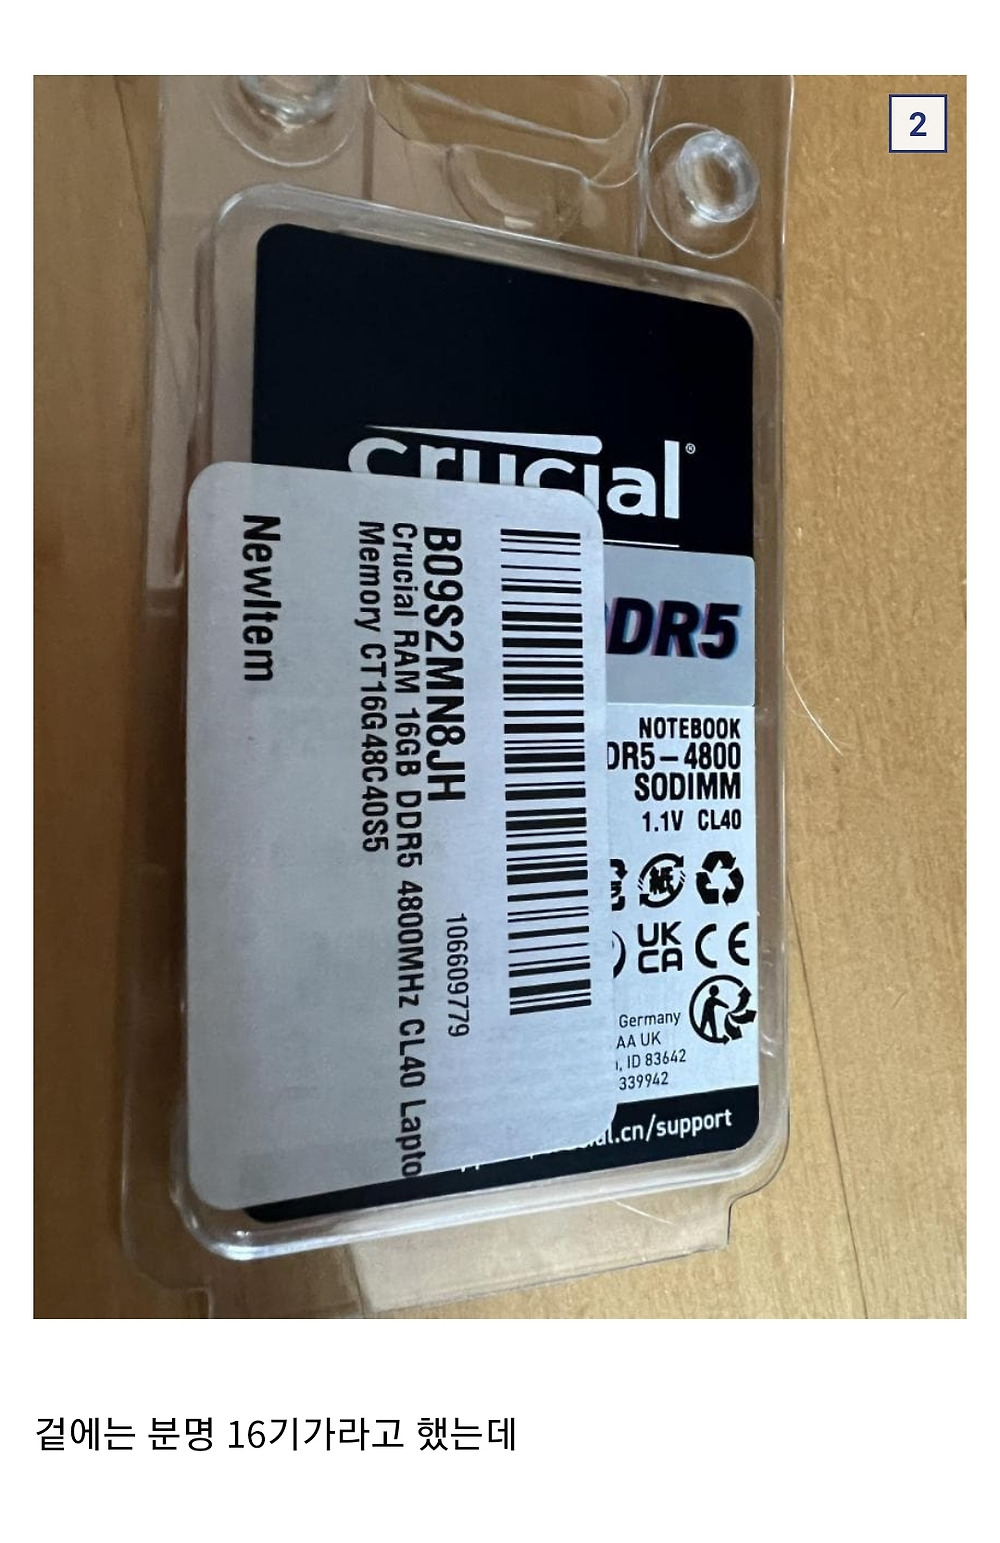 2
crucial®
DDR5
NOTEBOOK
DR5-4800
SODIMM
1.1V CL40
UK
CA
CE
Germany
AA UK
, ID 83642
339942
.cn/support
B09S2MN8JH
106609779
Crucial RAM 16GB DDR5 4800MHz CL40 Lapto
Memory CT16G48C40S5
NewItem
겉에는 분명 16기가라고 했는데